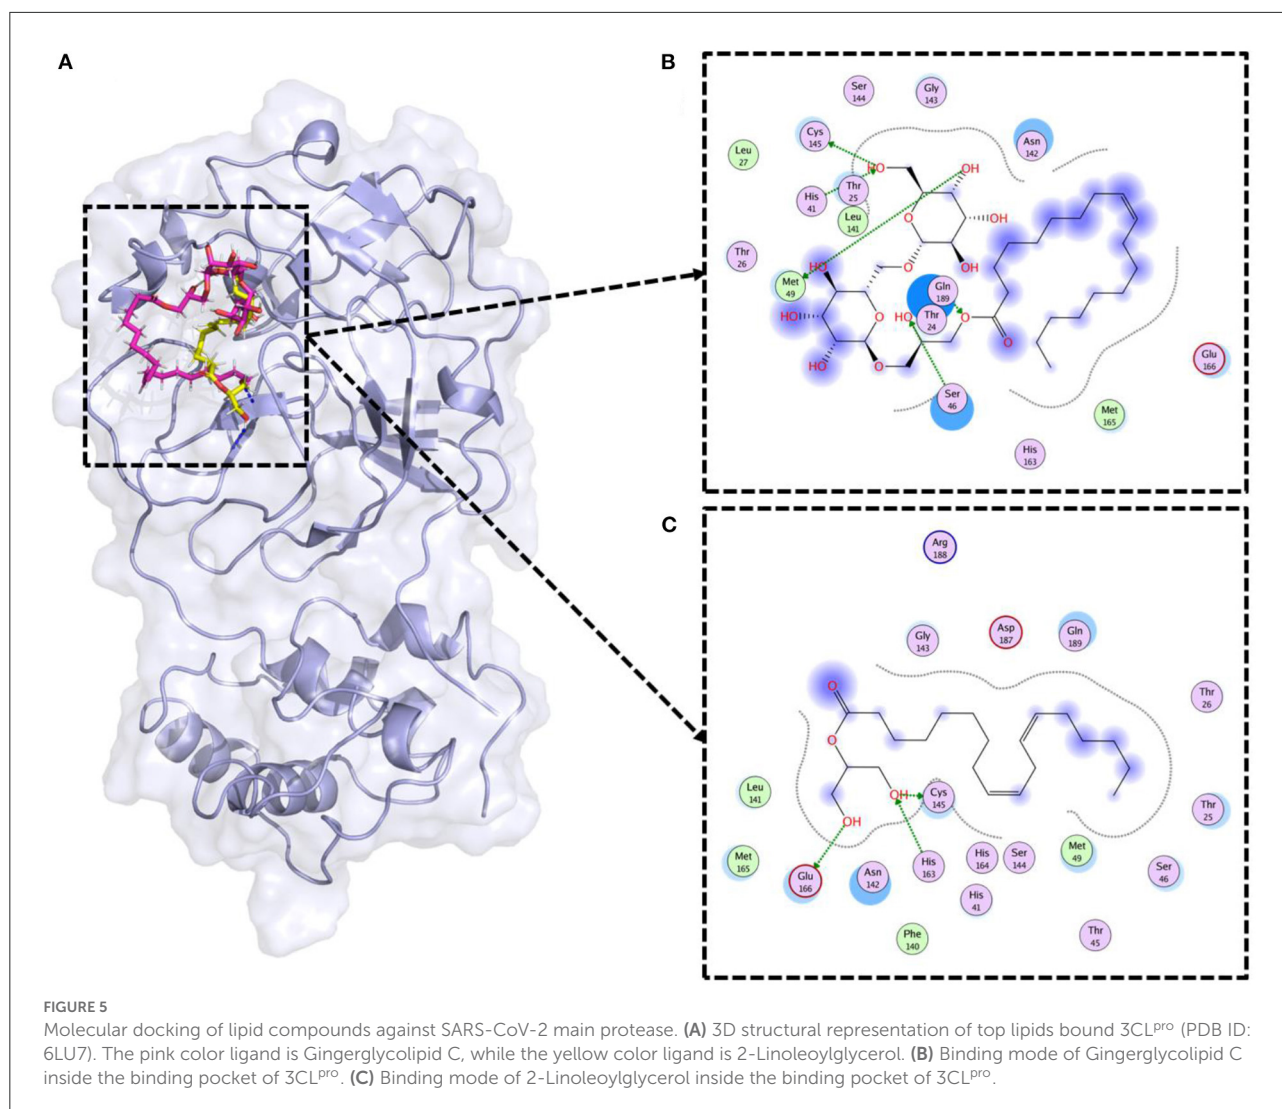 A
B
Ser
144
Gly
143
Cys
145
Asn
142
Leu
27
HO
OH
His
41
Thr
25
Leu
141
O
OH
Thr
26
HO
O
OH
Met
49
Gln
189
HO
O
HO
Thr
24
O
O
HO
O
Glu
166
Ser
46
Met
165
His
163
C
Arg
188
Gly
143
Asp
187
Gln
189
O
Thr
26
O
Leu
141
OH
Cys
145
Thr
25
OH
Met
165
Glu
166
Asn
142
His
163
His
164
Ser
144
Met
49
Ser
46
His
41
Phe
140
Thr
45
FIGURE 5
Molecular docking of lipid compounds against SARS-CoV-2 main protease. (A) 3D structural representation of top lipids bound 3CLpro (PDB ID:
6LU7). The pink color ligand is Gingerglycolipid C, while the yellow color ligand is 2-Linoleoylglycerol. (B) Binding mode of Gingerglycolipid C
inside the binding pocket of 3CLpro. (C) Binding mode of 2-Linoleoylglycerol inside the binding pocket of 3CLpro.